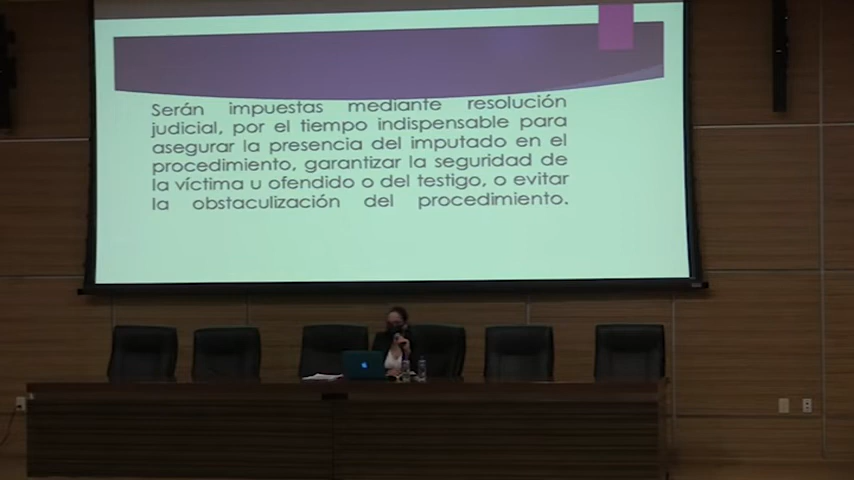 Serán impuestas mediante resolución
judicial, por el tiempo indispensable para
asegurar la presencia del imputado en el
procedimiento, garantizar la seguridad de
la víctima u ofendido o del testigo, o evitar
la obstaculización del procedimiento.